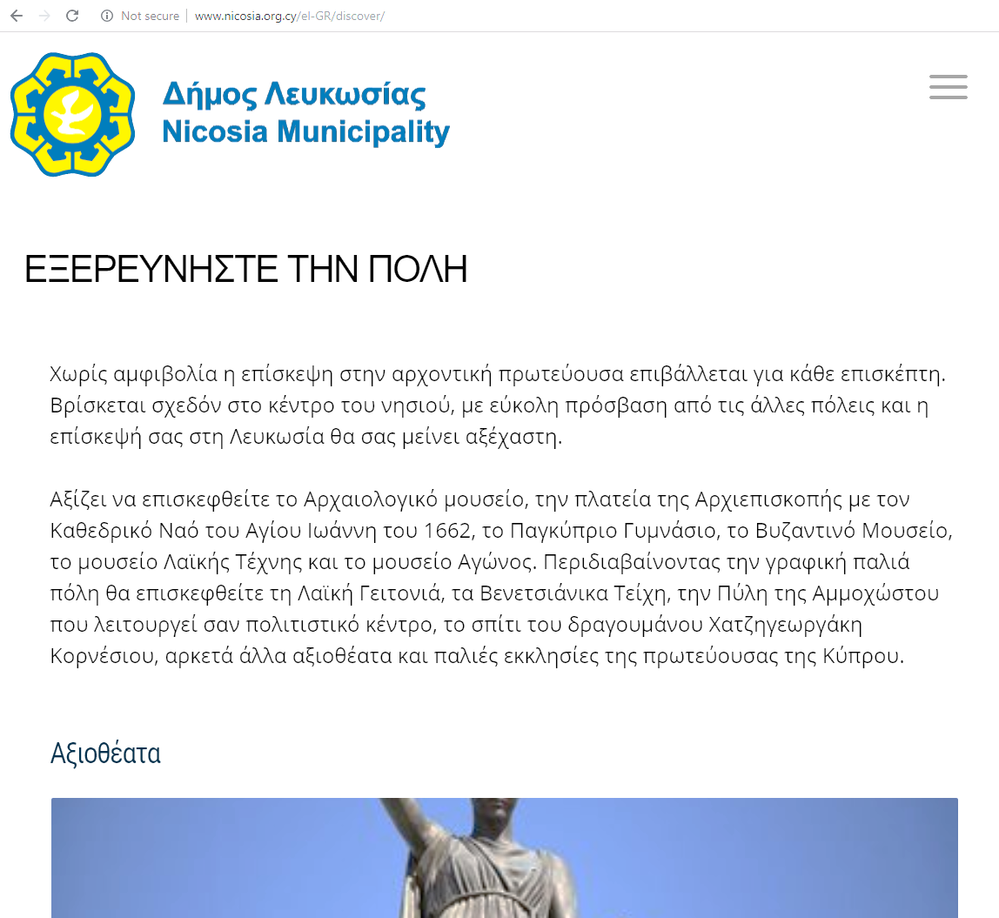 Not secure | www.nicosia.org.cy/el-GR/discover/
Δήμος Λευκωσίας
Nicosia Municipality
ΕΞΕΡΕΥΝΗΣΤΕ ΤΗΝ ΠΟΛΗ
Χωρίς αμφιβολία η επίσκεψη στην αρχοντική πρωτεύουσα επιβάλλεται για κάθε επισκέπτη.
Βρίσκεται σχεδόν στο κέντρο του νησιού, με εύκολη πρόσβαση από τις άλλες πόλεις και η
επίσκεψή σας στη Λευκωσία θα σας μείνει αξέχαστη.
Αξίζει να επισκεφθείτε το Αρχαιολογικό μουσείο, την πλατεία της Αρχιεπισκοπής με τον
Καθεδρικό Ναό του Αγίου Ιωάννη του 1662, το Παγκύπριο Γυμνάσιο, το Βυζαντινό Μουσείο,
το μουσείο Λαϊκής Τέχνης και το μουσείο Αγώνος. Περιδιαβαίνοντας την γραφική παλιά
πόλη θα επισκεφθείτε τη Λαϊκή Γειτονιά, τα Βενετσιάνικα Τείχη, την Πύλη της Αμμοχώστου
που λειτουργεί σαν πολιτιστικό κέντρο, το σπίτι του δραγουμάνου Χατζηγεωργάκη
Κορνέσιου, αρκετά άλλα αξιοθέατα και παλιές εκκλησίες της πρωτεύουσας της Κύπρου.
Αξιοθέατα